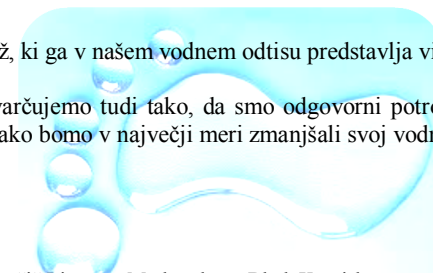 ž, ki ga v našem vodnem odtisu predstavlja vi
varčujemo tudi tako, da smo odgovorni potro
ako bomo v največji meri zmanjšali svoj vodn